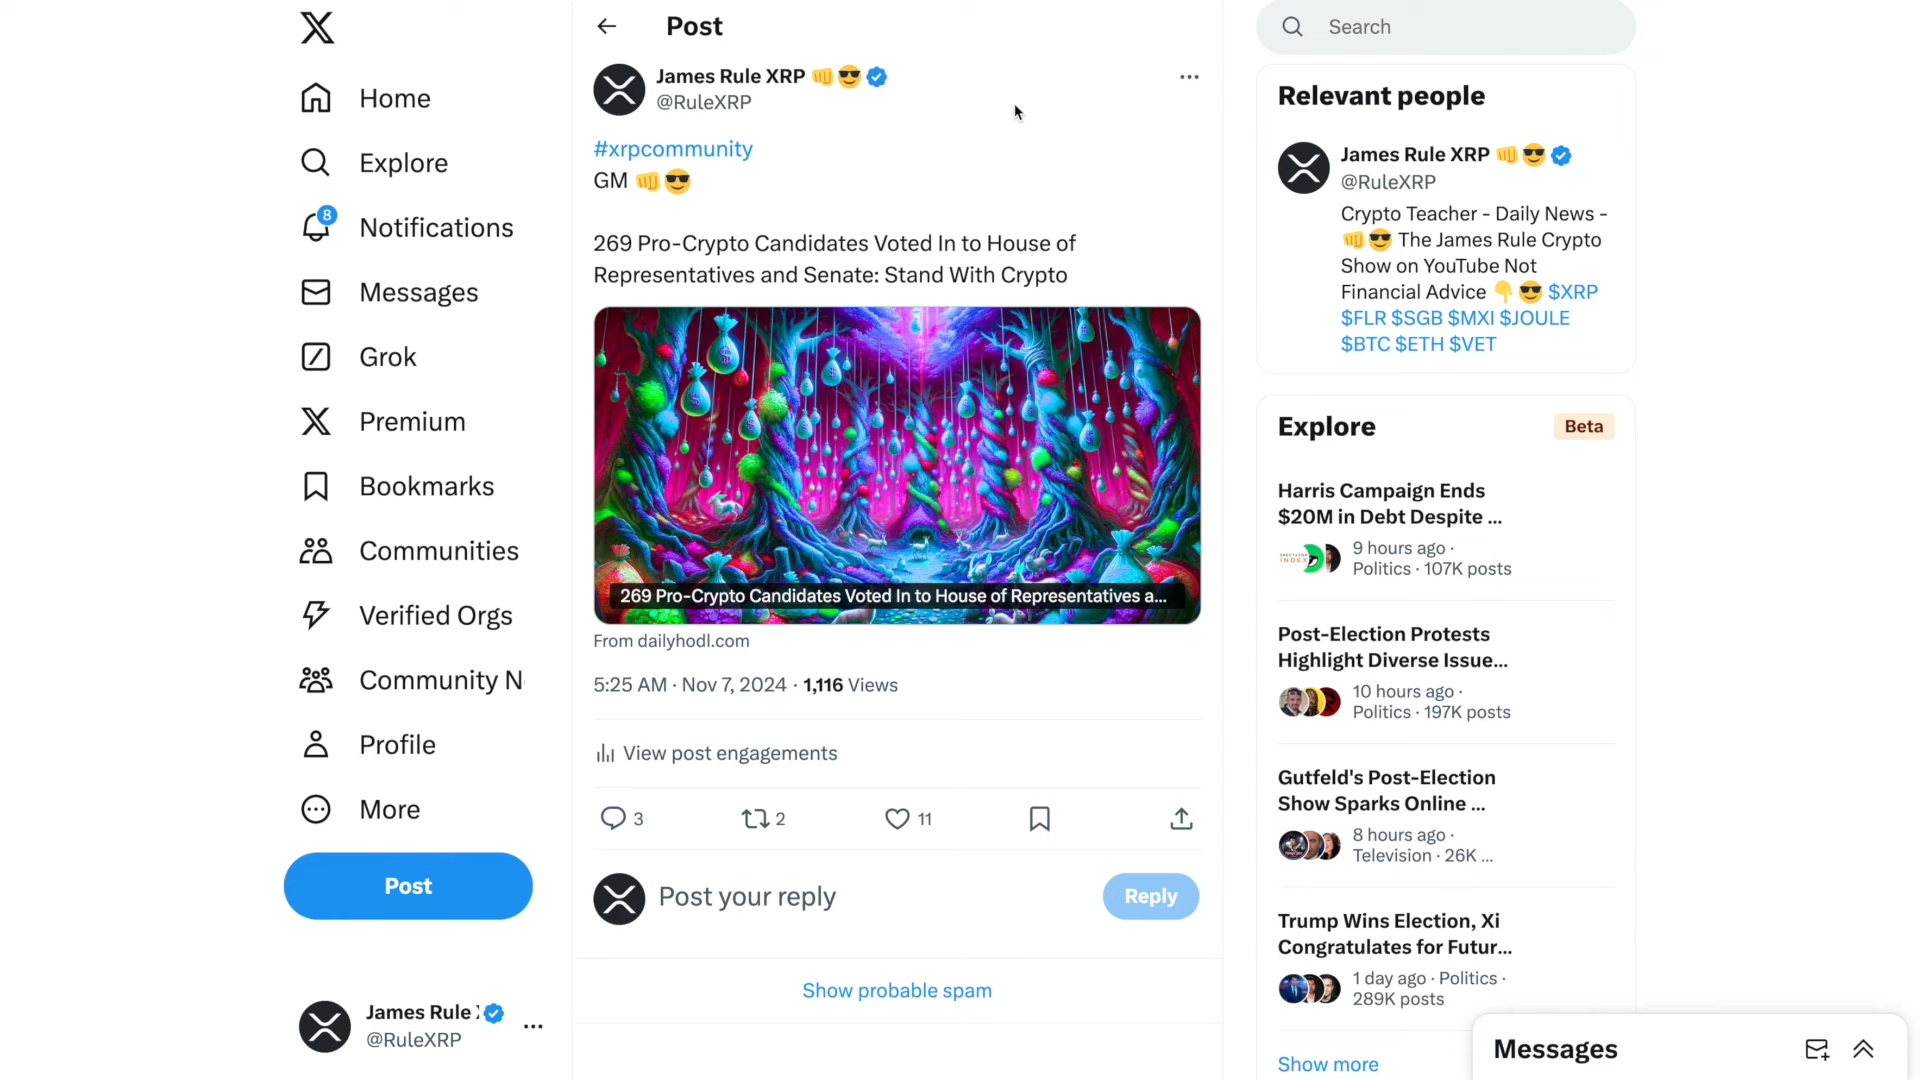 Home
Explore
8
Notifications
Messages
Grok
Premium
Bookmarks
Communities
Verified Orgs
Community N
Profile
More
Post
James Rule
@RuleXRP
Post
James Rule XRP 👊😎
@RuleXRP
#xrpcommunity
GM 👊😎
269 Pro-Crypto Candidates Voted In to House of
Representatives and Senate: Stand With Crypto
269 Pro-Crypto Candidates Voted In to House of Representatives a...
From dailyhodl.com
5:25 AM · Nov 7, 2024 · 1,116 Views
View post engagements
3 2 11
Post your reply Reply
Show probable spam
Search
Relevant people
James Rule XRP 👊😎
@RuleXRP
Crypto Teacher - Daily News -
👊😎 The James Rule Crypto
Show on YouTube Not
Financial Advice 👇😎 $XRP
$FLR $SGB $MXI $JOULE
$BTC $ETH $VET
Explore Beta
Harris Campaign Ends
$20M in Debt Despite ...
9 hours ago ·
Politics · 107K posts
Post-Election Protests
Highlight Diverse Issue...
10 hours ago ·
Politics · 197K posts
Gutfeld's Post-Election
Show Sparks Online ...
8 hours ago ·
Television · 26K ...
Trump Wins Election, Xi
Congratulates for Futur...
1 day ago · Politics ·
289K posts
Show more
Messages